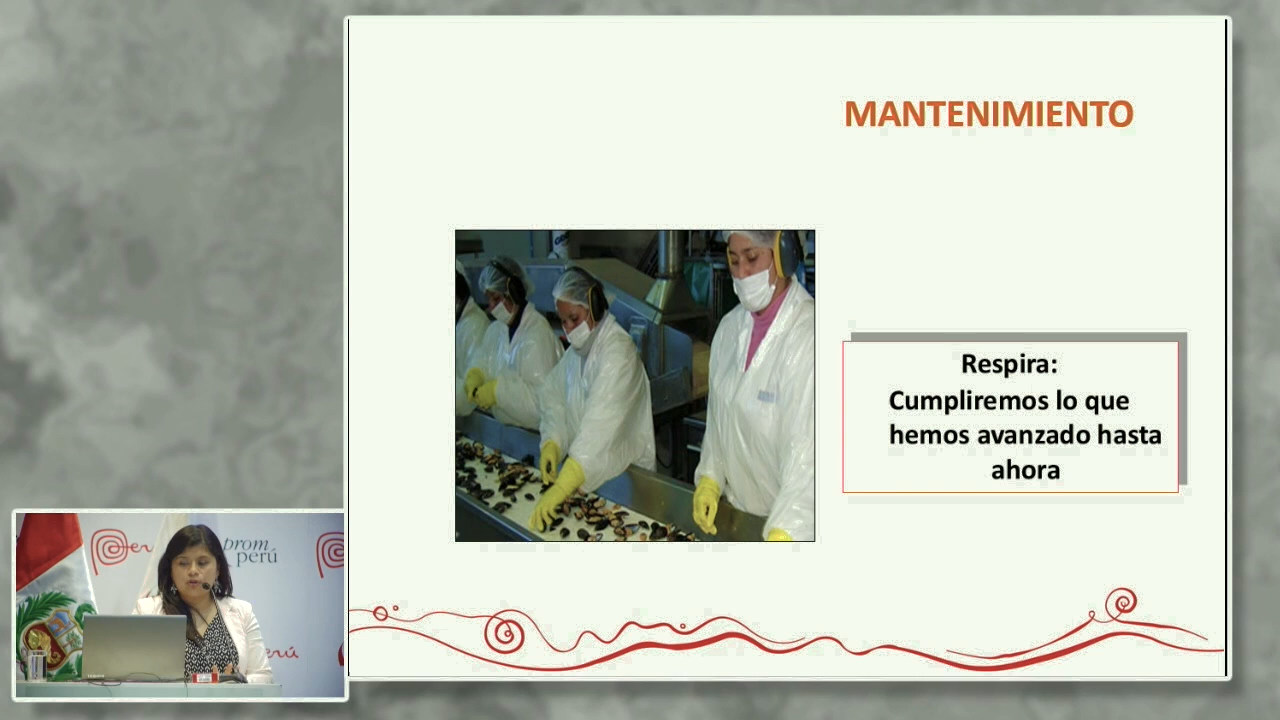 MANTENIMIENTO
Respira:
Cumpliremos lo que
hemos avanzado hasta
ahora
Perú
prom
perú